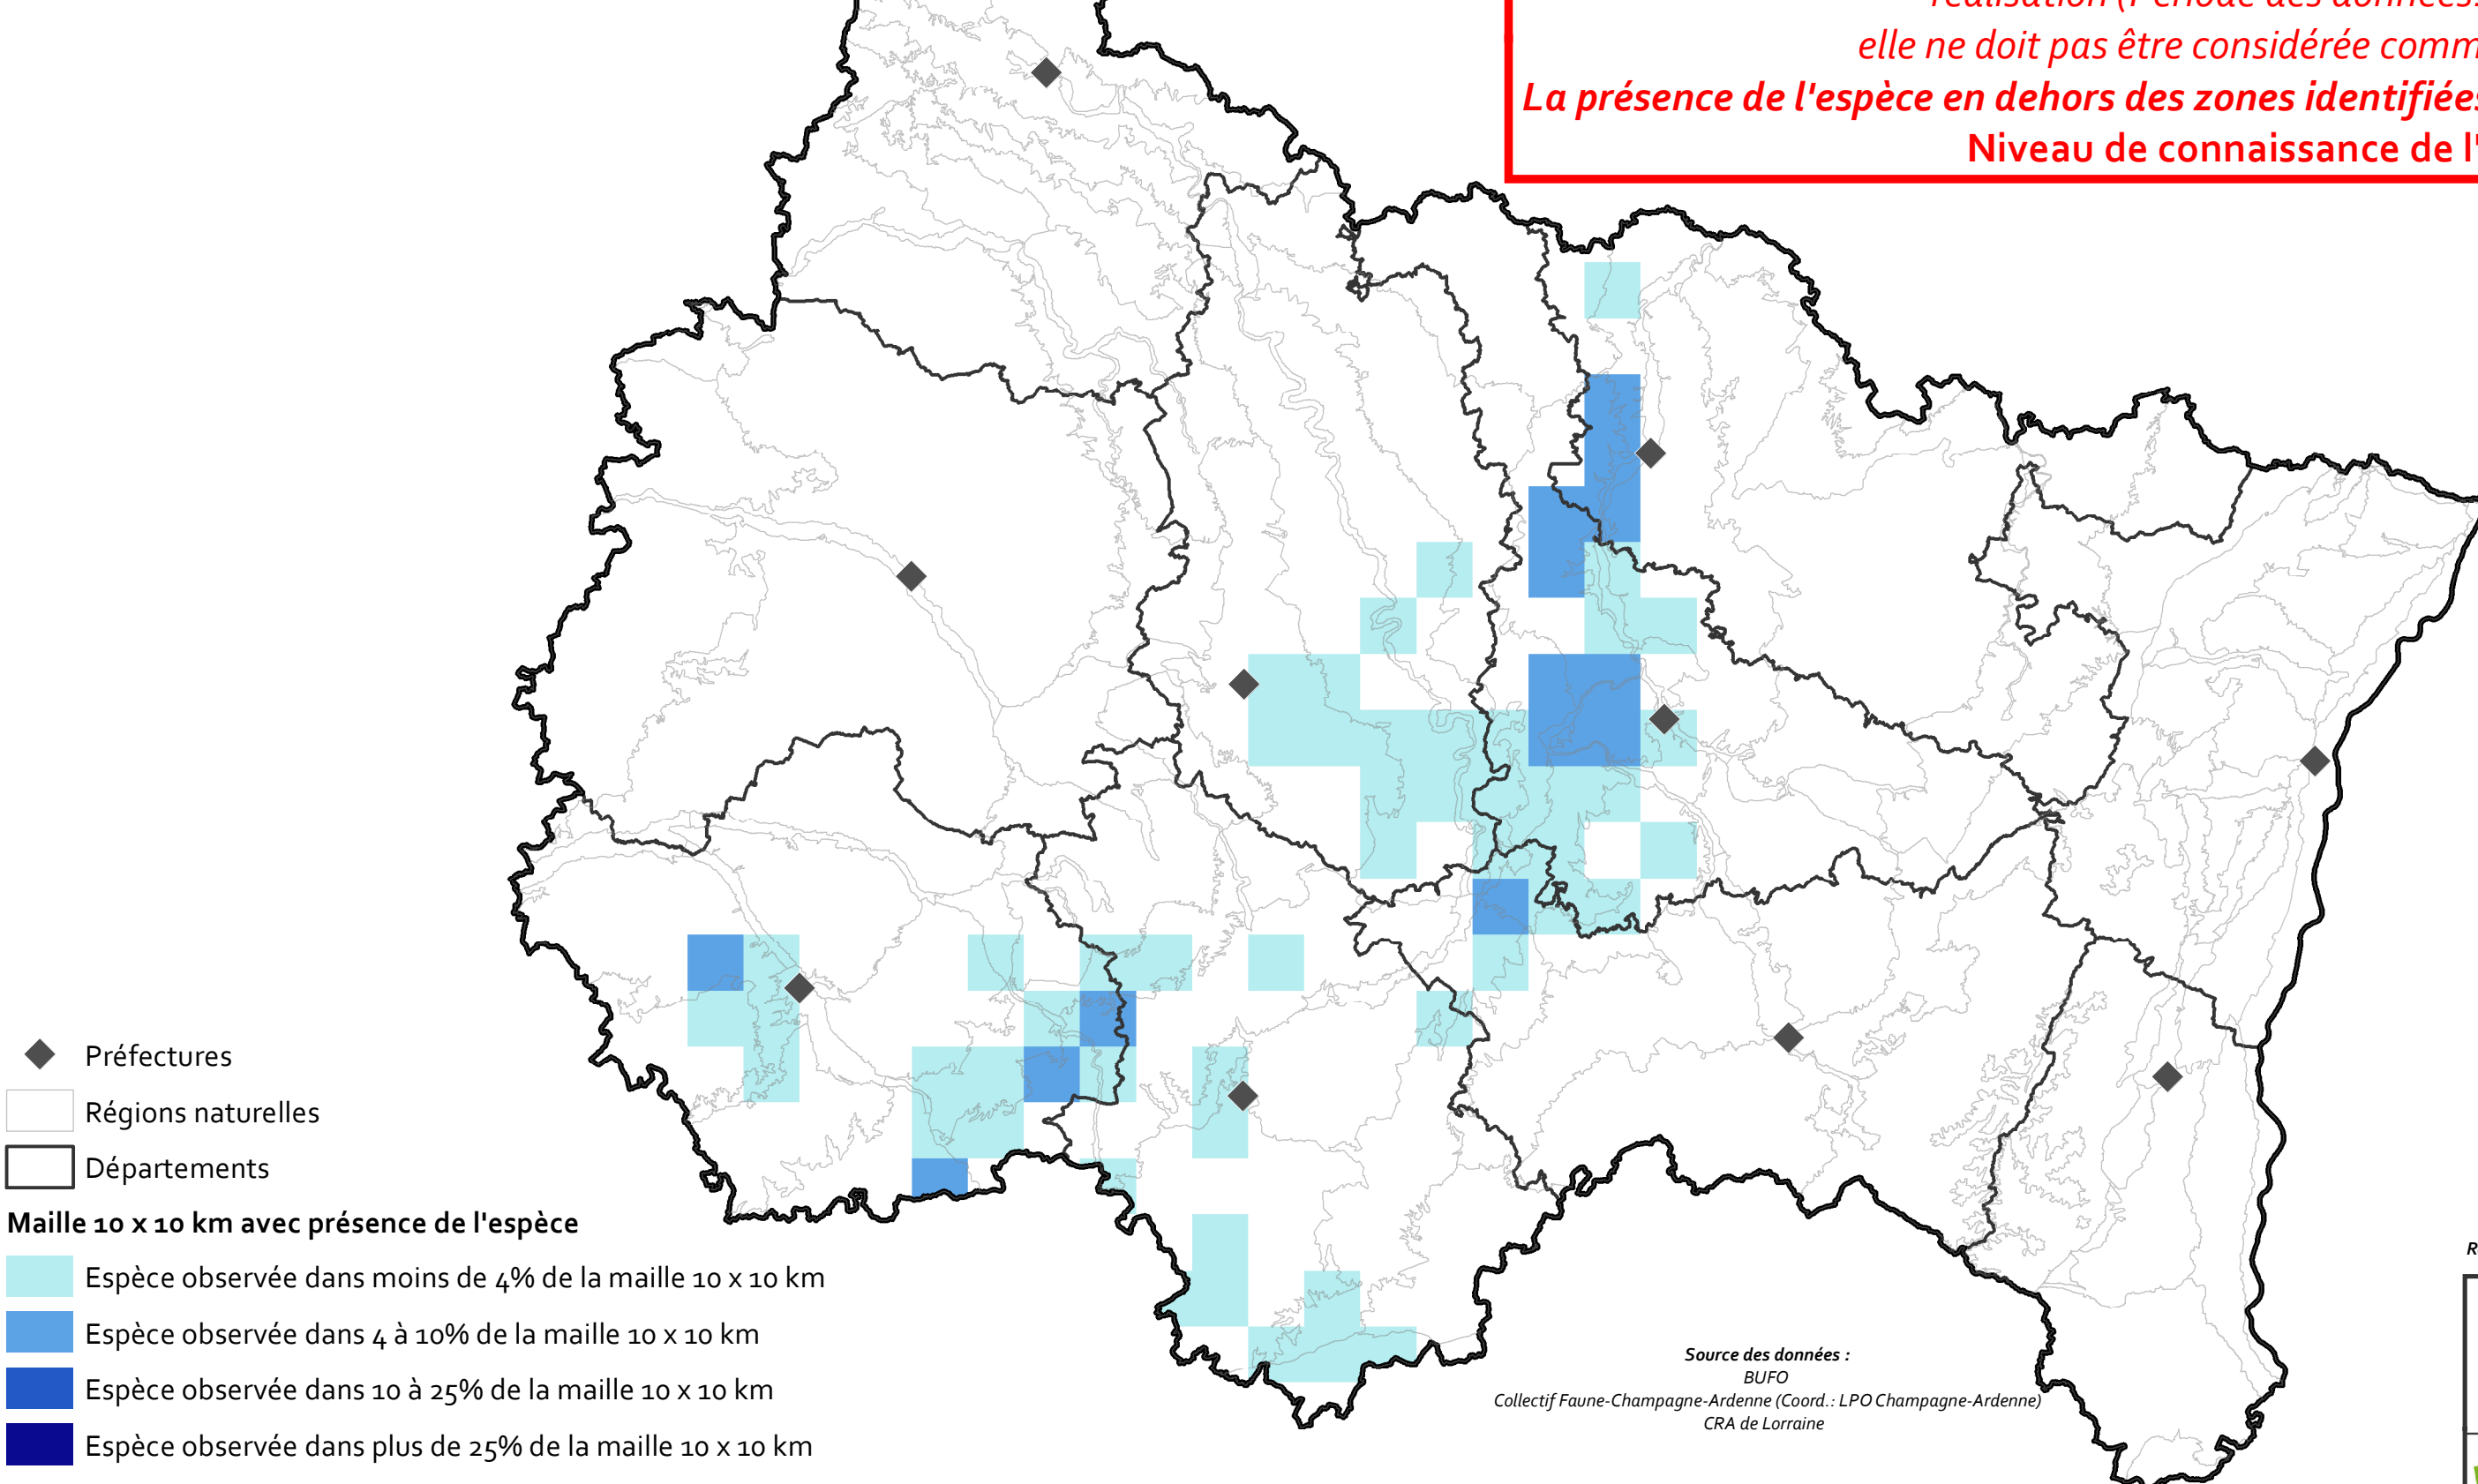 elle ne doit pas être considérée comm
La présence de l'espèce en dehors des zones identifiées
Niveau de connaissance de l'
Préfectures
Régions naturelles
Départements
Maille 10 x 10 km avec présence de l'espèce
Espèce observée dans moins de 4% de la maille 10 x 10 km
Espèce observée dans 4 à 10% de la maille 10 x 10 km
Espèce observée dans 10 à 25% de la maille 10 x 10 km
Espèce observée dans plus de 25% de la maille 10 x 10 km
Source des données :
BUFO
Collectif Faune-Champagne-Ardenne (Coord.: LPO Champagne-Ardenne)
CRA de Lorraine
R